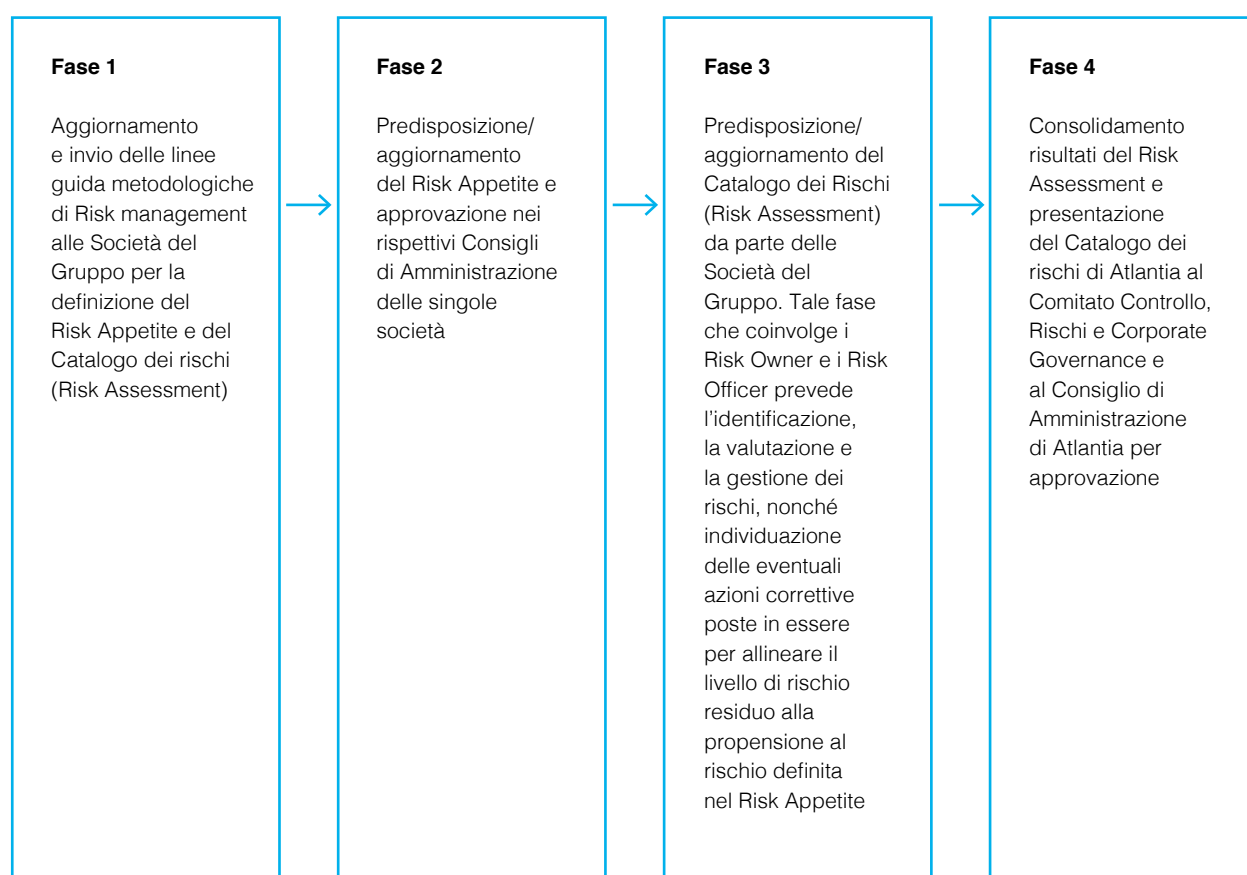 Fase 1
Aggiornamento
e invio delle linee
guida metodologiche
di Risk management
alle Società del
Gruppo per la
definizione del
Risk Appetite e del
Catalogo dei rischi
(Risk Assessment)
Fase 2
Predisposizione/
aggiornamento
del Risk Appetite e
approvazione nei
rispettivi Consigli
di Amministrazione
delle singole
società
Fase 3
Predisposizione/
aggiornamento del
Catalogo dei Rischi
(Risk Assessment)
da parte delle
Società del
Gruppo. Tale fase
che coinvolge i
Risk Owner e i Risk
Officer prevede
l’identificazione,
la valutazione e
la gestione dei
rischi, nonché
individuazione
delle eventuali
azioni correttive
poste in essere
per allineare il
livello di rischio
residuo alla
propensione al
rischio definita
nel Risk Appetite
Fase 4
Consolidamento
risultati del Risk
Assessment e
presentazione
del Catalogo dei
rischi di Atlantia al
Comitato Controllo,
Rischi e Corporate
Governance e
al Consiglio di
Amministrazione
di Atlantia per
approvazione